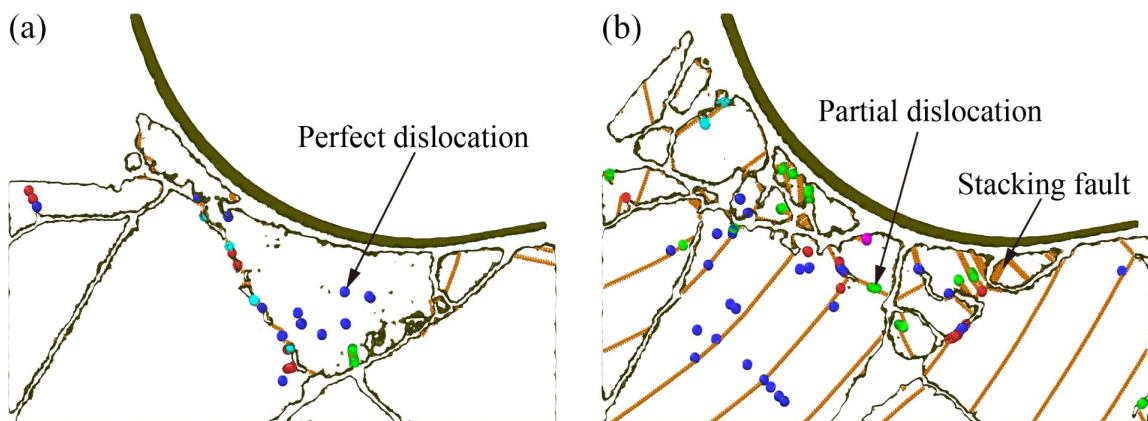 (a)
Perfect dislocation
(b)
Partial dislocation
Stacking fault